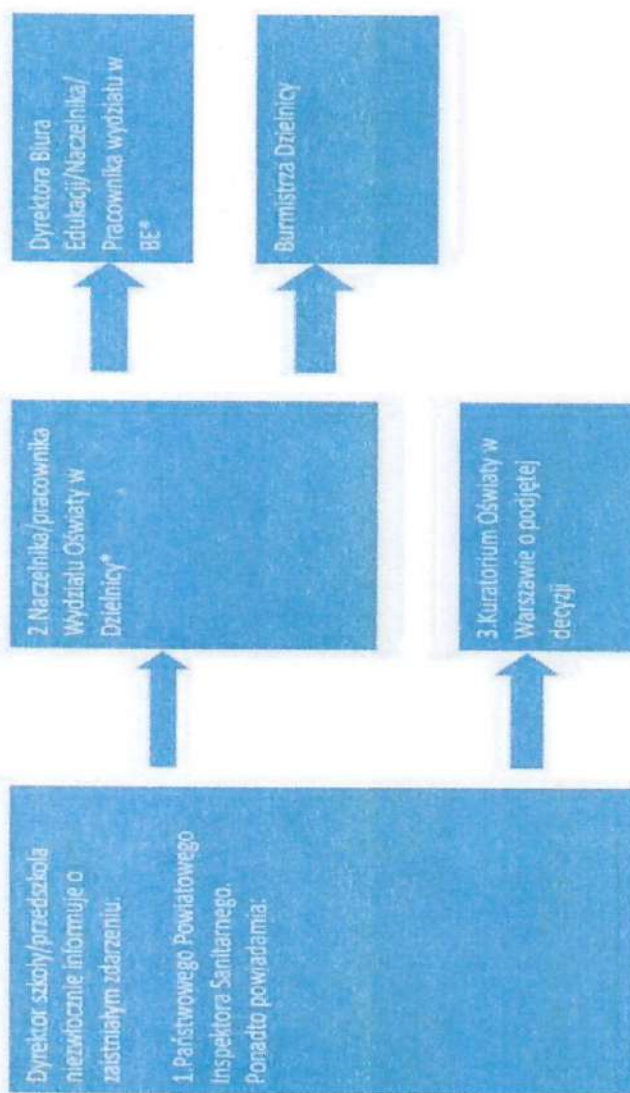 Dyrektor szkoły/przedszkola
niezwłocznie informuje o
zaistniałym zdarzeniu:
1.Państwowego Powiatowego
Inspektora Sanitarnego.
Ponadto powiadamia:
2.Naczelnika/pracownika
Wydziału Oświaty w
Dzielnicy*
3.Kuratorium Oświaty w
Warszawie o podjętej
decyzji
Dyrektora Biura
Edukacji/Naczelnika/
Pracownika wydziału w
BE*
Burmistrza Dzielnicy